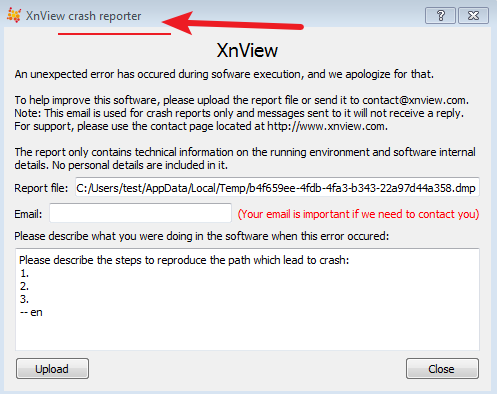 XnView crash reporter
XnView
An unexpected error has occured during sofware execution, and we apologize for that.
To help improve this software, please upload the report file or send it to contact@xnview.com.
Note: This email is used for crash reports only and messages sent to it will not receive a reply.
For support, please use the contact page located at http://www.xnview.com.
The report only contains technical information on the running environment and software internal
details. No personal details are included in it.
Report file: C:/Users/test/AppData/Local/Temp/b4f659ee-4fdb-4fa3-b343-22a97d44a358.dmp
Email: (Your email is important if we need to contact you)
Please describe what you were doing in the software when this error occured:
Please describe the steps to reproduce the path which lead to crash:
1.
2.
3.
-- en
Upload Close